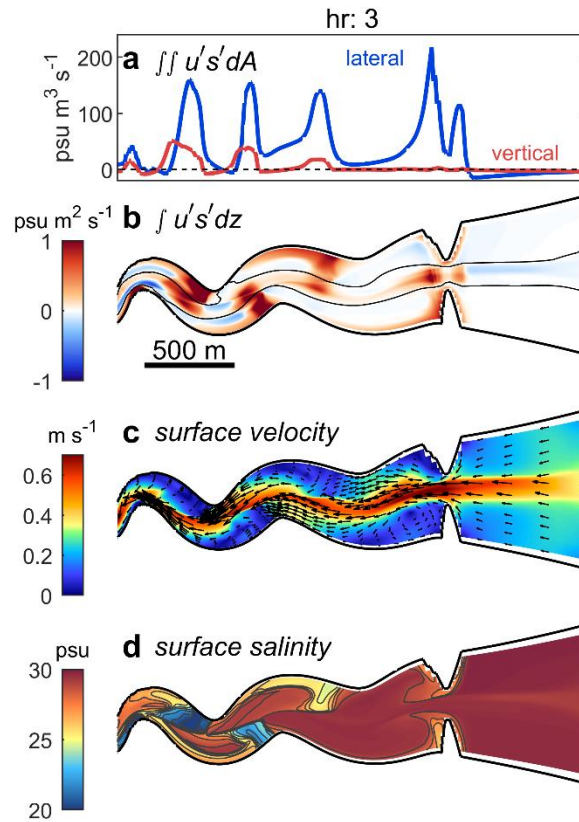 hr: 3
a ∫∫ u's'dA
lateral
vertical
psu m³ s⁻¹
200
100
0
b ∫ u's'dz
psu m² s⁻¹
1
0
-1
500 m
c surface velocity
m s⁻¹
0.6
0.4
0.2
0
d surface salinity
psu
30
25
20